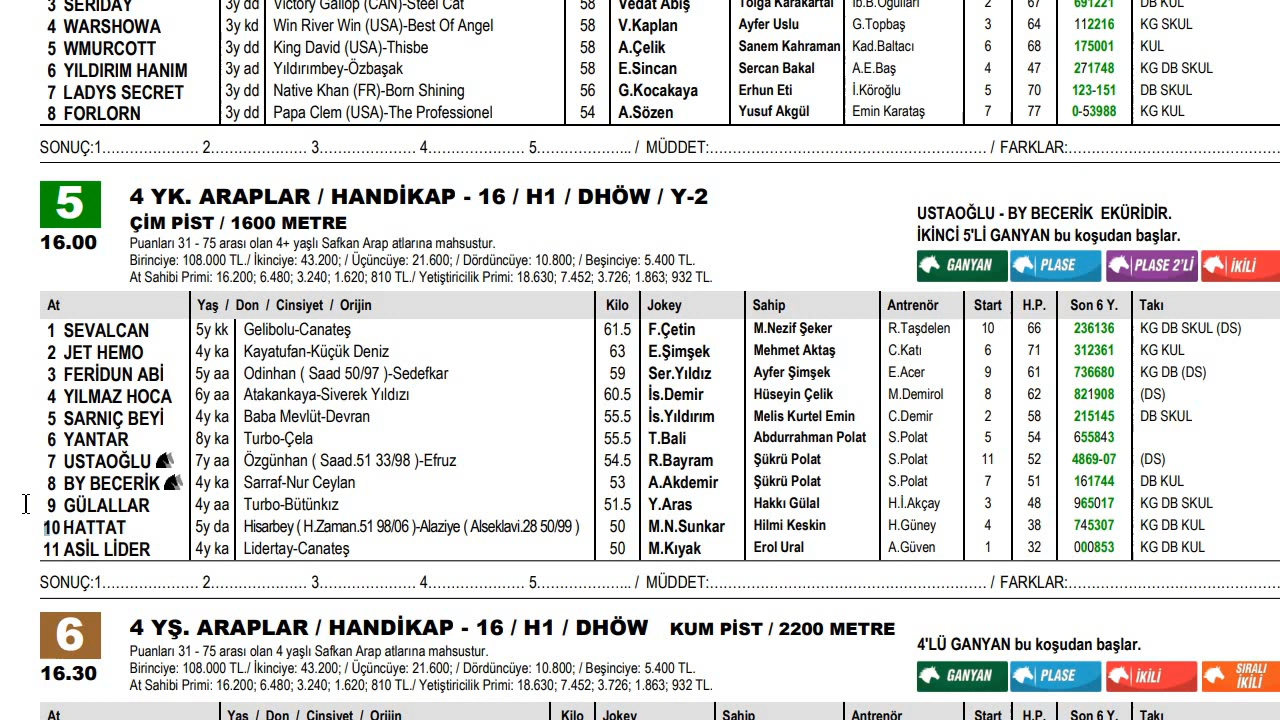 3 SERIDAY 3y dd Victory Gallop (CAN)-Steel Cat 58 Vedat Abiş Tolga Karakartal İb.B.Oğulları 2 67 691221 DB KUL
4 WARSHOWA 3y kd Win River Win (USA)-Best Of Angel 58 V.Kaplan Ayfer Uslu G.Topbaş 3 64 112216 KG SKUL
5 WMURCOTT 3y dd King David (USA)-Thisbe 58 A.Çelik Sanem Kahraman Kad.Baltacı 6 68 175001 KUL
6 YILDIRIM HANIM 3y ad Yıldırımbey-Özbaşak 58 E.Sincan Sercan Bakal A.E.Baş 4 47 271748 KG DB SKUL
7 LADYS SECRET 3y dd Native Khan (FR)-Born Shining 56 G.Kocakaya Erhun Eti İ.Köroğlu 5 70 123-151 DB SKUL
8 FORLORN 3y dd Papa Clem (USA)-The Professionel 54 A.Sözen Yusuf Akgül Emin Karataş 7 77 0-53988 KG KUL
SONUÇ:1...................... 2...................... 3...................... 4...................... 5...................... / MÜDDET:............................................................... / FARKLAR:................................................
5 4 YK. ARAPLAR / HANDİKAP - 16 / H1 / DHÖW / Y-2
ÇİM PİST / 1600 METRE
16.00 Puanları 31 - 75 arası olan 4+ yaşlı Safkan Arap atlarına mahsustur.
Birinciye: 108.000 TL./ İkinciye: 43.200; / Üçüncüye: 21.600; / Dördüncüye: 10.800; / Beşinciye: 5.400 TL.
At Sahibi Primi: 16.200; 6.480; 3.240; 1.620; 810 TL./ Yetiştiricilik Primi: 18.630; 7.452; 3.726; 1.863; 932 TL.
USTAOĞLU - BY BECERİK EKÜRİDİR.
İKİNCİ 5'Lİ GANYAN bu koşudan başlar.
GANYAN PLASE PLASE 2'Lİ İKİLİ
At Yaş / Don / Cinsiyet / Orijin Kilo Jokey Sahip Antrenör Start H.P. Son 6 Y. Takı
1 SEVALCAN 5y kk Gelibolu-Canateş 61.5 F.Çetin M.Nezif Şeker R.Taşdelen 10 66 236136 KG DB SKUL (DS)
2 JET HEMO 4y ka Kayatufan-Küçük Deniz 63 E.Şimşek Mehmet Aktaş C.Katı 6 71 312361 KG KUL
3 FERİDUN ABİ 5y aa Odinhan ( Saad 50/97 )-Sedefkar 59 Ser.Yıldız Ayfer Şimşek E.Acer 9 61 736680 KG DB (DS)
4 YILMAZ HOCA 6y aa Atakankaya-Siverek Yıldızı 60.5 İs.Demir Hüseyin Çelik M.Demirol 8 62 821908 (DS)
5 SARNIÇ BEYİ 4y ka Baba Mevlüt-Devran 55.5 İs.Yıldırım Melis Kurtel Emin C.Demir 2 58 215145 DB SKUL
6 YANTAR 8y ka Turbo-Çela 55.5 T.Bali Abdurrahman Polat S.Polat 5 54 655843
7 USTAOĞLU 7y aa Özgünhan ( Saad.51 33/98 )-Efruz 54.5 R.Bayram Şükrü Polat S.Polat 11 52 4869-07 (DS)
8 BY BECERİK 4y ka Sarraf-Nur Ceylan 53 A.Akdemir Şükrü Polat S.Polat 7 51 161744 DB KUL
9 GÜLALLAR 4y aa Turbo-Bütünkız 51.5 Y.Aras Hakkı Gülal H.İ.Akçay 3 48 965017 KG DB SKUL
10 HATTAT 5y da Hisarbey ( H.Zaman.51 98/06 )-Alaziye ( Alseklavi.28 50/99 ) 50 M.N.Sunkar Hilmi Keskin H.Güney 4 38 745307 KG DB KUL
11 ASİL LİDER 4y ka Lidertay-Canateş 50 M.Kıyak Erol Ural A.Güven 1 32 000853 KG DB KUL
SONUÇ:1...................... 2...................... 3...................... 4...................... 5...................... / MÜDDET:............................................................... / FARKLAR:................................................
6 4 YŞ. ARAPLAR / HANDİKAP - 16 / H1 / DHÖW KUM PİST / 2200 METRE
16.30 Puanları 31 - 75 arası olan 4 yaşlı Safkan Arap atlarına mahsustur.
Birinciye: 108.000 TL./ İkinciye: 43.200; / Üçüncüye: 21.600; / Dördüncüye: 10.800; / Beşinciye: 5.400 TL.
At Sahibi Primi: 16.200; 6.480; 3.240; 1.620; 810 TL./ Yetiştiricilik Primi: 18.630; 7.452; 3.726; 1.863; 932 TL.
4'LÜ GANYAN bu koşudan başlar.
GANYAN PLASE İKİLİ SIRALI İKİLİ
At Yaş / Don / Cinsiyet / Orijin Kilo Jokey Sahip Antrenör Start H.P. Son 6 Y. Takı